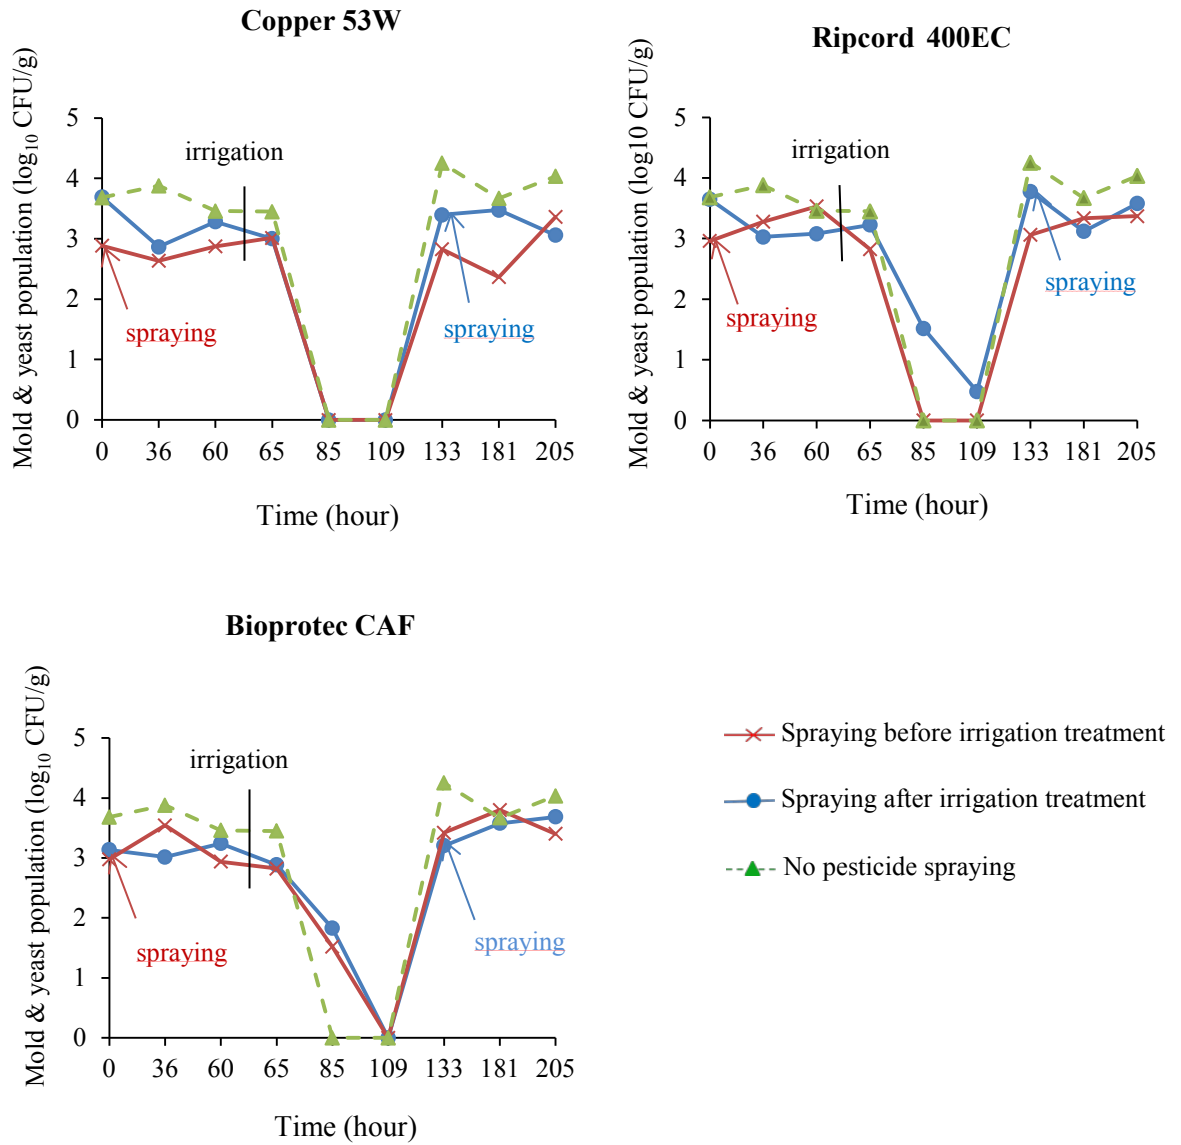 Copper 53W
Mold & yeast population (log10 CFU/g)
5
4
3
2
1
0
irrigation
spraying
spraying
0 36 60 65 85 109 133 181 205
Time (hour)
Ripcord 400EC
Mold & yeast population (log10 CFU/g)
5
4
3
2
1
0
irrigation
spraying
spraying
0 36 60 65 85 109 133 181 205
Time (hour)
Bioprotec CAF
Mold & yeast population (log10 CFU/g)
5
4
3
2
1
0
irrigation
spraying
spraying
0 36 60 65 85 109 133 181 205
Time (hour)
Spraying before irrigation treatment
Spraying after irrigation treatment
No pesticide spraying